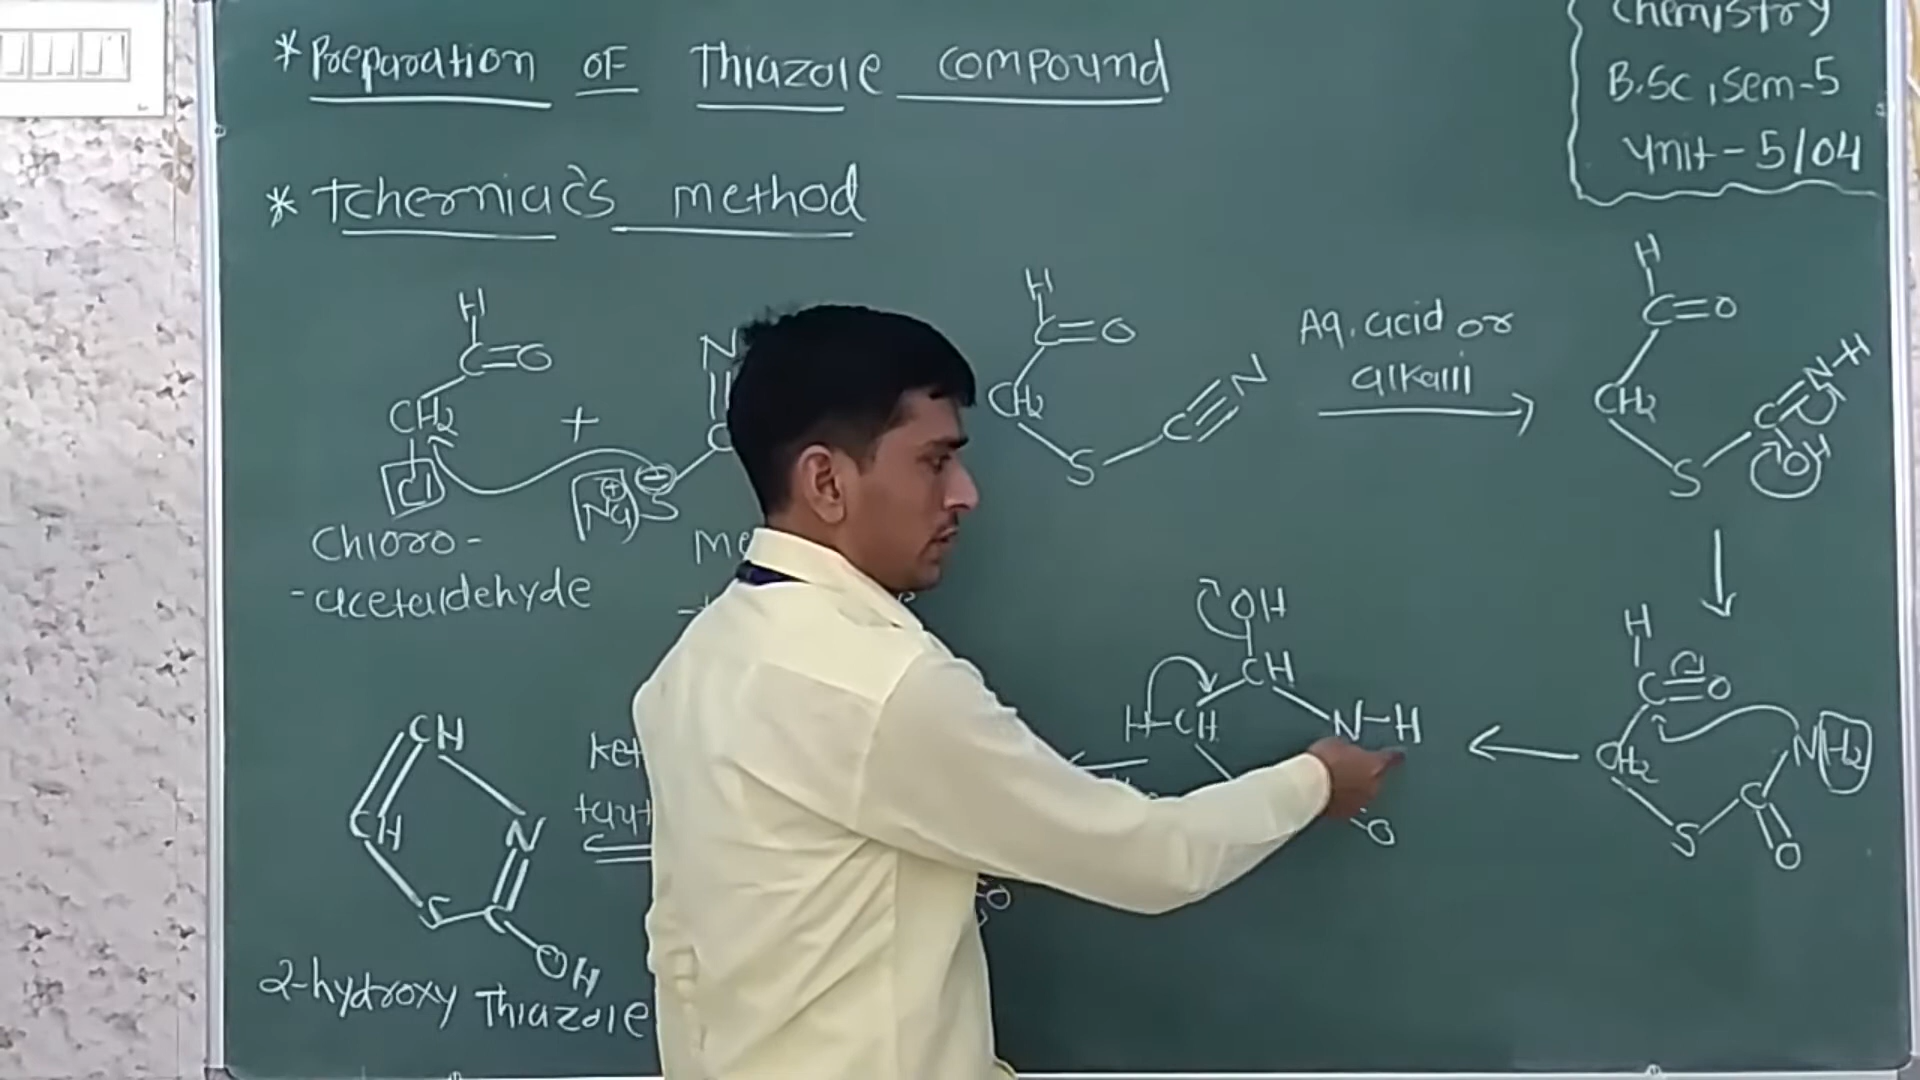 Chemistry
B.Sc, Sem-5
Unit - 5/04
* Preparation OF Thiazole compound
* Tcherniac's method
H
C=O
CH2
Cl
+
Na⊕
⊖
S
N
Chloro-
-acetaldehyde
H
C=O
CH2
S
C≡N
Aq. acid or
alkali
H
C=O
CH2
S
C=N-H
OH
H
C=O
CH2
S
C
O
NH2
OH
CH
H-CH
N-H
O
CH
CH
N
S
C
OH
2-hydroxy Thiazole